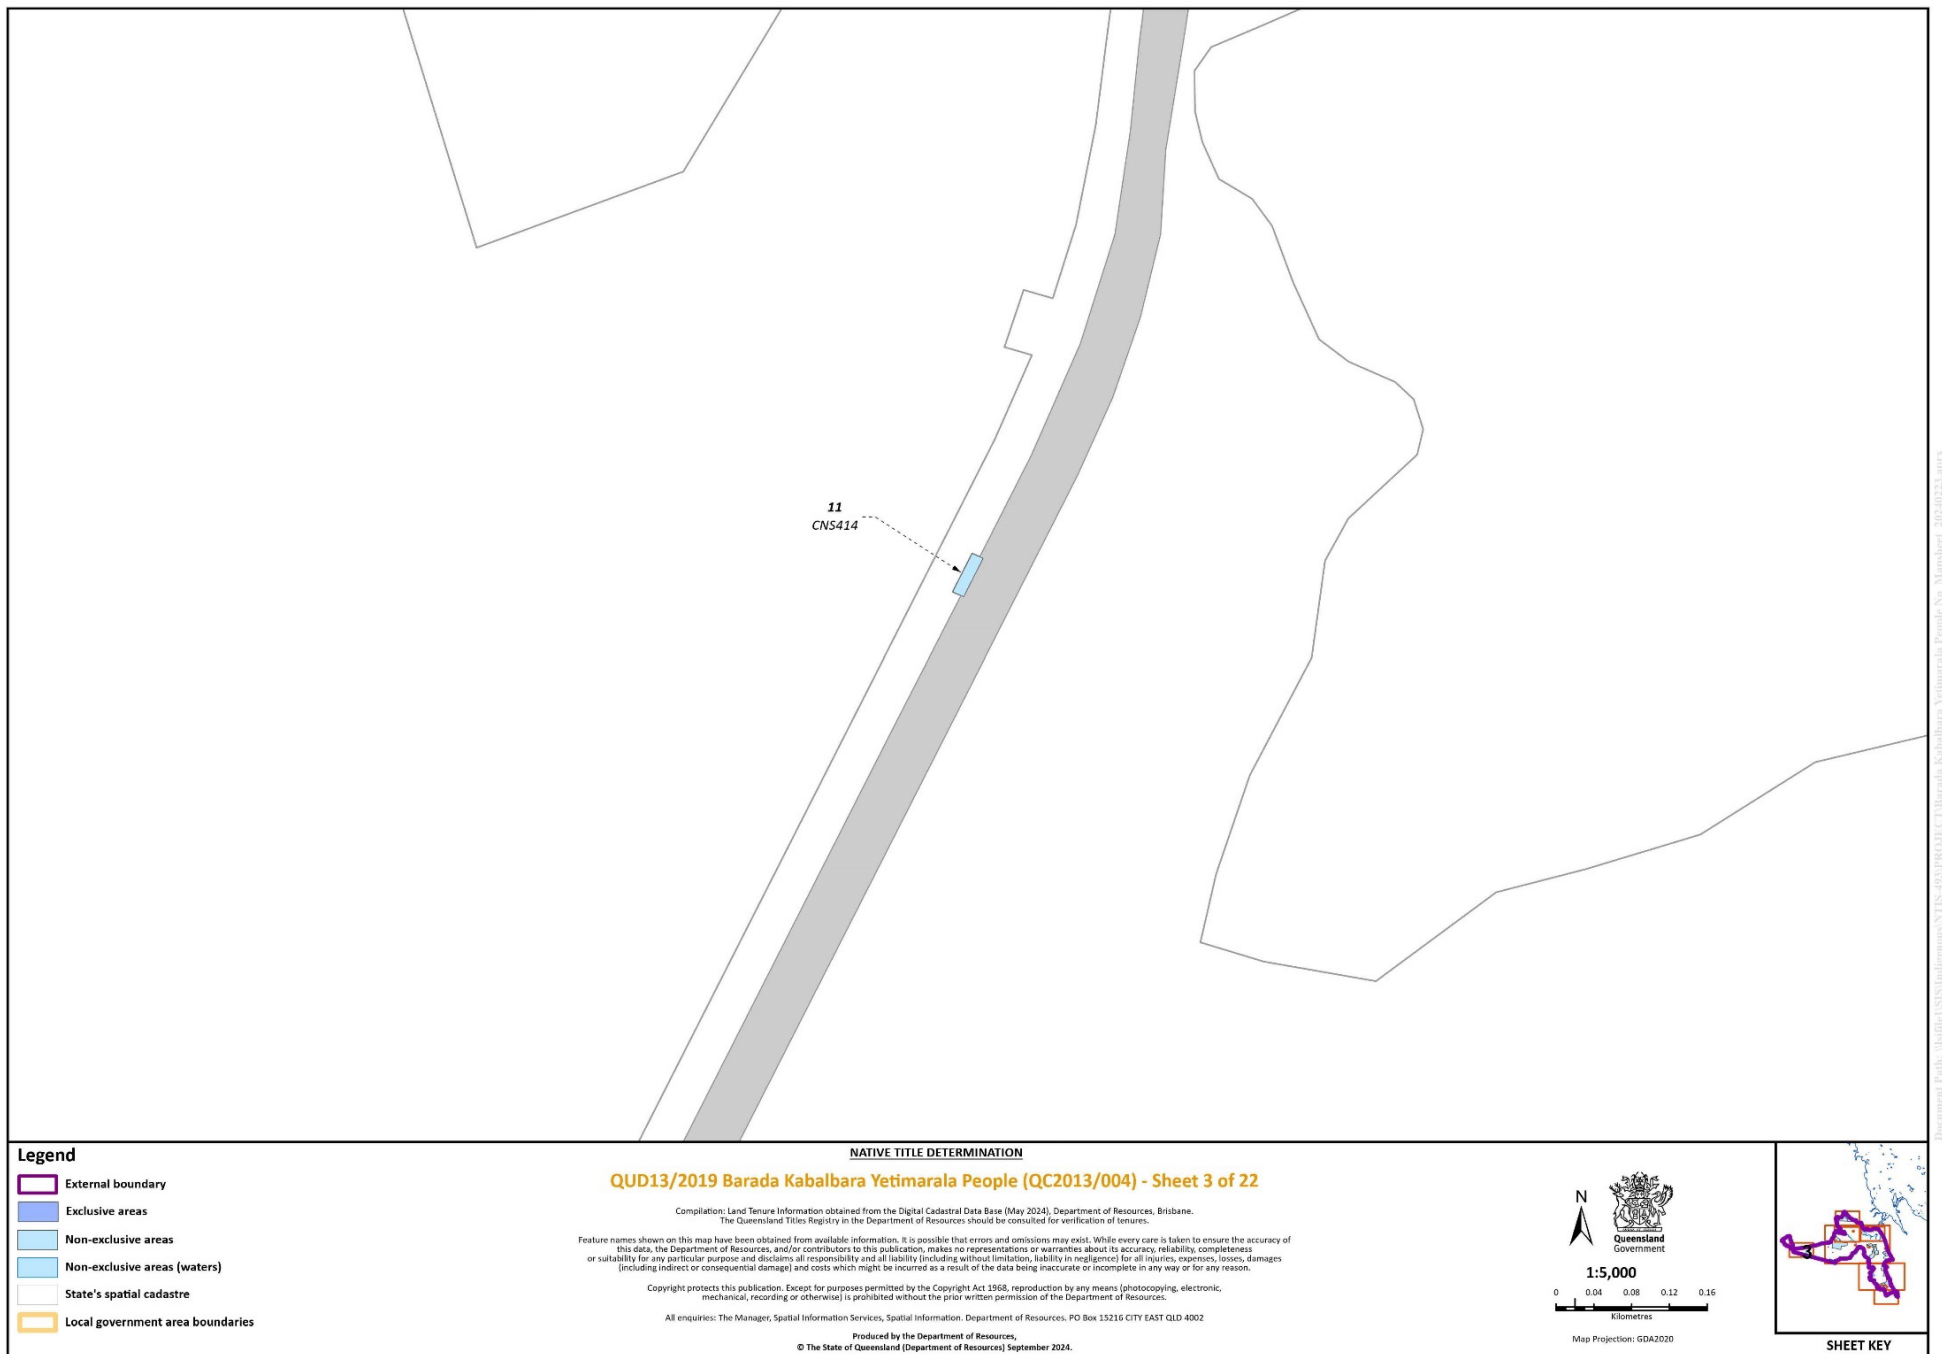 11
CNS414
Legend
External boundary
Exclusive areas
Non-exclusive areas
Non-exclusive areas (waters)
State's spatial cadastre
Local government area boundaries
NATIVE TITLE DETERMINATION
QUD13/2019 Barada Kabalbara Yetimarala People (QC2013/004) - Sheet 3 of 22
Compilation: Land Tenure Information obtained from the Digital Cadastral Data Base (May 2024), Department of Resources, Brisbane.
The Queensland Titles Registry in the Department of Resources should be consulted for verification of tenures.
Feature names shown on this map have been obtained from available information. It is possible that errors and omissions may exist. While every care is taken to ensure the accuracy of
this data, the Department of Resources, and/or contributors to this publication, makes no representations or warranties about its accuracy, reliability, completeness
or suitability for any particular purpose and disclaims all responsibility and all liability (including without limitation, liability in negligence) for all injuries, expenses, losses, damages
(including indirect or consequential damage) and costs which might be incurred as a result of the data being inaccurate or incomplete in any way or for any reason.
Copyright protects this publication. Except for purposes permitted by the Copyright Act 1968, reproduction by any means (photocopying, electronic,
mechanical, recording or otherwise) is prohibited without the prior written permission of the Department of Resources.
All enquiries: The Manager, Spatial Information Services, Spatial Information. Department of Resources. PO Box 15216 CITY EAST QLD 4002
Produced by the Department of Resources,
© The State of Queensland (Department of Resources) September 2024.
N
Queensland
Government
1:5,000
0 0.04 0.08 0.12 0.16
Kilometres
Map Projection: GDA2020
3
SHEET KEY